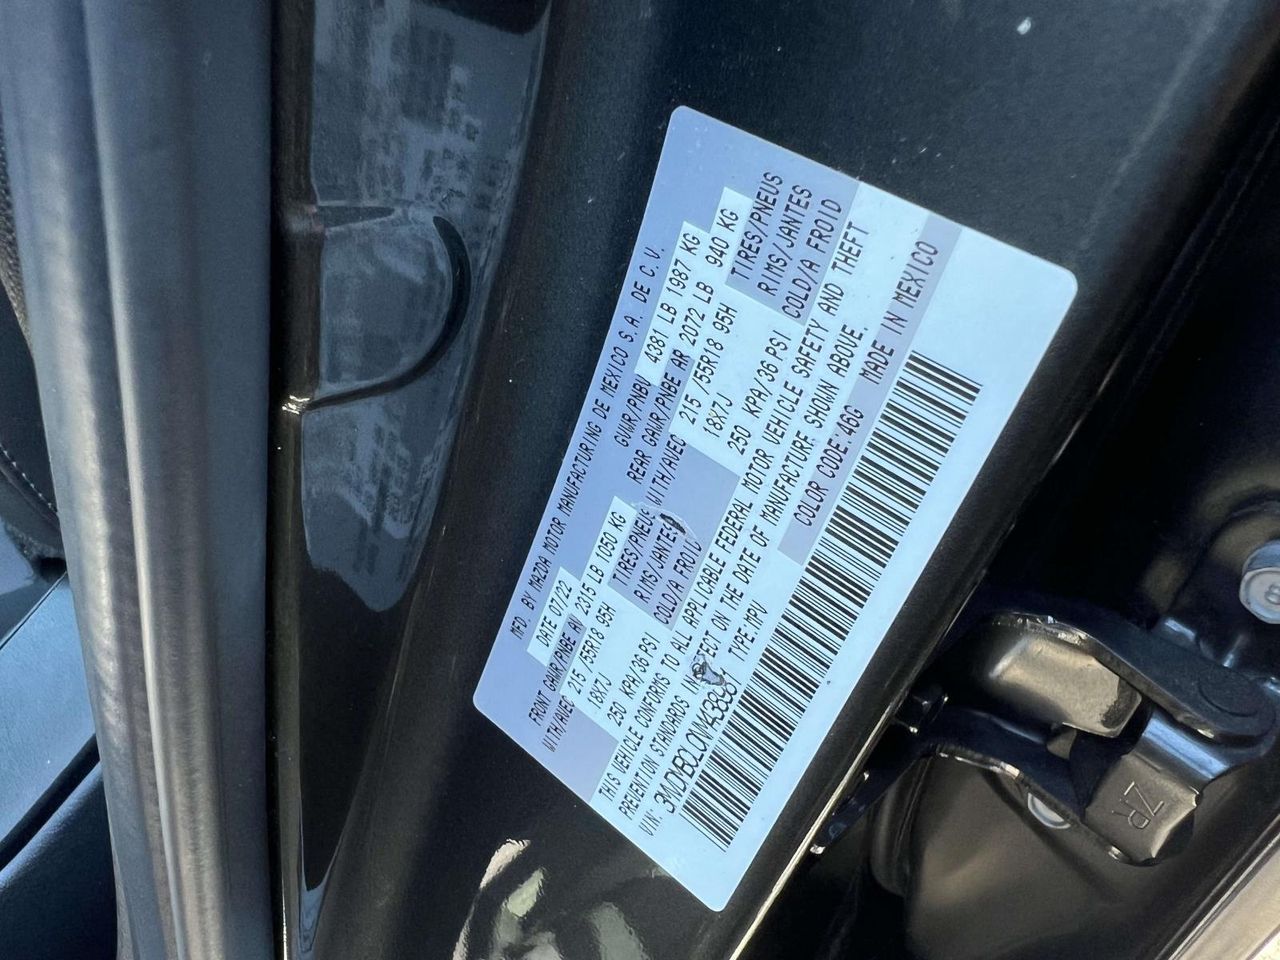 MFD. BY MAZDA MOTOR MANUFACTURING DE MEXICO S.A. DE C.V.
DATE 07/22 GVWR/PNBV 4381 LB 1987 KG
FRONT GAWR/PNBE AV 2315 LB 1050 KG REAR GAWR/PNBE AR 2072 LB 940 KG
WITH/AVEC 215 /55R18 95H TIRES/PNEUS WITH/AVEC 215 /55R18 95H TIRES/PNEUS
18X7J RIMS/JANTES 18X7J RIMS/JANTES
250 KPA/36 PSI COLD/A FROID 250 KPA/36 PSI COLD/A FROID
THIS VEHICLE CONFORMS TO ALL APPLICABLE FEDERAL MOTOR VEHICLE SAFETY AND THEFT
PREVENTION STANDARDS IN EFFECT ON THE DATE OF MANUFACTURE SHOWN ABOVE.
VIN: TYPE:MPV COLOR CODE:46G MADE IN MEXICO
ZR
8